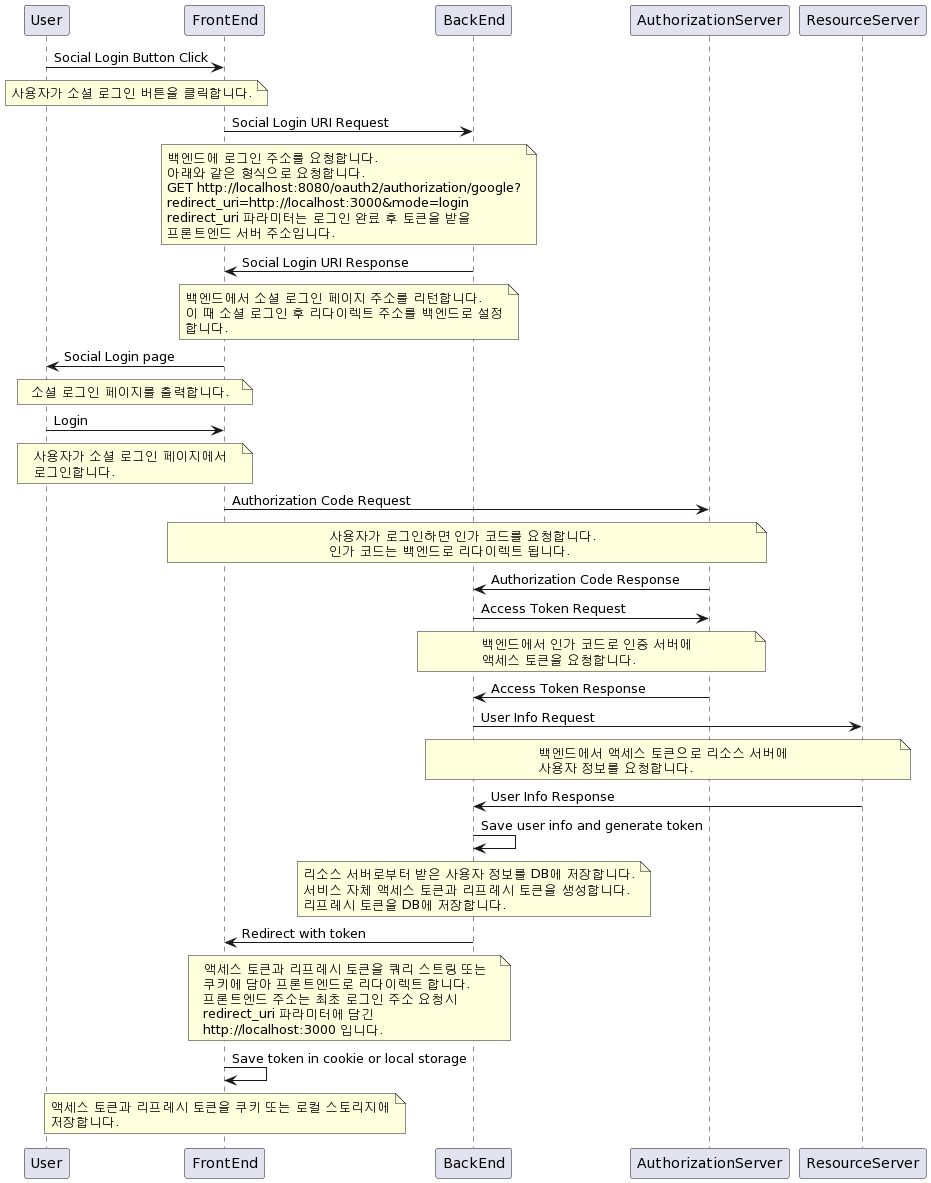 User
FrontEnd
BackEnd
AuthorizationServer
ResourceServer
Social Login Button Click
사용자가 소셜 로그인 버튼을 클릭합니다.
Social Login URI Request
백엔드에 로그인 주소를 요청합니다.
아래와 같은 형식으로 요청합니다.
GET http://localhost:8080/oauth2/authorization/google?
redirect_uri=http://localhost:3000&mode=login
redirect_uri 파라미터는 로그인 완료 후 토큰을 받을
프론트엔드 서버 주소입니다.
Social Login URI Response
백엔드에서 소셜 로그인 페이지 주소를 리턴합니다.
이 때 소셜 로그인 후 리다이렉트 주소를 백엔드로 설정
합니다.
Social Login page
소셜 로그인 페이지를 출력합니다.
Login
사용자가 소셜 로그인 페이지에서
로그인합니다.
Authorization Code Request
사용자가 로그인하면 인가 코드를 요청합니다.
인가 코드는 백엔드로 리다이렉트 됩니다.
Authorization Code Response
Access Token Request
백엔드에서 인가 코드로 인증 서버에
액세스 토큰을 요청합니다.
Access Token Response
User Info Request
백엔드에서 액세스 토큰으로 리소스 서버에
사용자 정보를 요청합니다.
User Info Response
Save user info and generate token
리소스 서버로부터 받은 사용자 정보를 DB에 저장합니다.
서비스 자체 액세스 토큰과 리프레시 토큰을 생성합니다.
리프레시 토큰을 DB에 저장합니다.
Redirect with token
액세스 토큰과 리프레시 토큰을 쿼리 스트링 또는
쿠키에 담아 프론트엔드로 리다이렉트 합니다.
프론트엔드 주소는 최초 로그인 주소 요청시
redirect_uri 파라미터에 담긴
http://localhost:3000 입니다.
Save token in cookie or local storage
액세스 토큰과 리프레시 토큰을 쿠키 또는 로컬 스토리지에
저장합니다.
User
FrontEnd
BackEnd
AuthorizationServer
ResourceServer